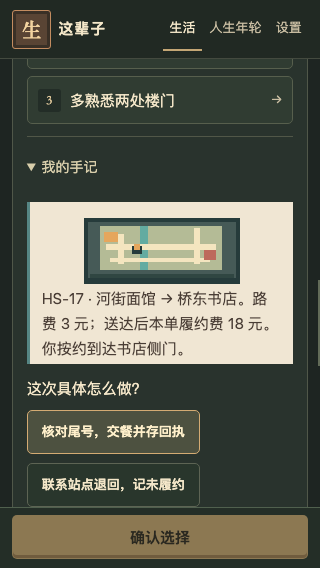 生 这辈子 生活 人生年轮 设置
3 多熟悉两处楼门 →
▼ 我的手记
HS-17 · 河街面馆 → 桥东书店。路
费 3 元；送达后本单履约费 18 元。
你按约到达书店侧门。
这次具体怎么做?
核对尾号，交餐并存回执
联系站点退回，记未履约
确认选择